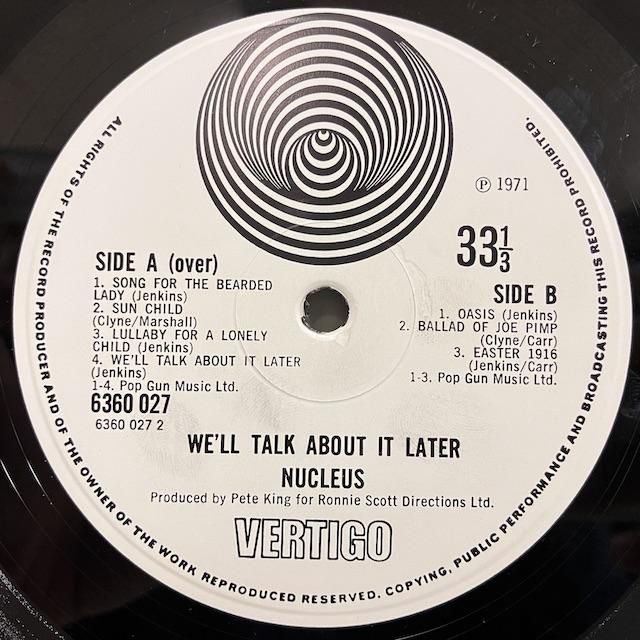 ℗ 1971
33⅓
SIDE A (over)
1. SONG FOR THE BEARDED
LADY (Jenkins)
2. SUN CHILD
(Clyne/Marshall)
3. LULLABY FOR A LONELY
CHILD (Jenkins)
4. WE'LL TALK ABOUT IT LATER
(Jenkins)
1-4. Pop Gun Music Ltd.
6360 027
6360 027 2
SIDE B
1. OASIS (Jenkins)
2. BALLAD OF JOE PIMP
(Clyne/Carr)
3. EASTER 1916
(Jenkins/Carr)
1-3. Pop Gun Music Ltd.
WE'LL TALK ABOUT IT LATER
NUCLEUS
Produced by Pete King for Ronnie Scott Directions Ltd.
VERTIGO
ALL RIGHTS OF THE RECORD PRODUCER AND OF THE OWNER OF THE WORK REPRODUCED RESERVED. COPYING, PUBLIC PERFORMANCE AND BROADCASTING THIS RECORD PROHIBITED.